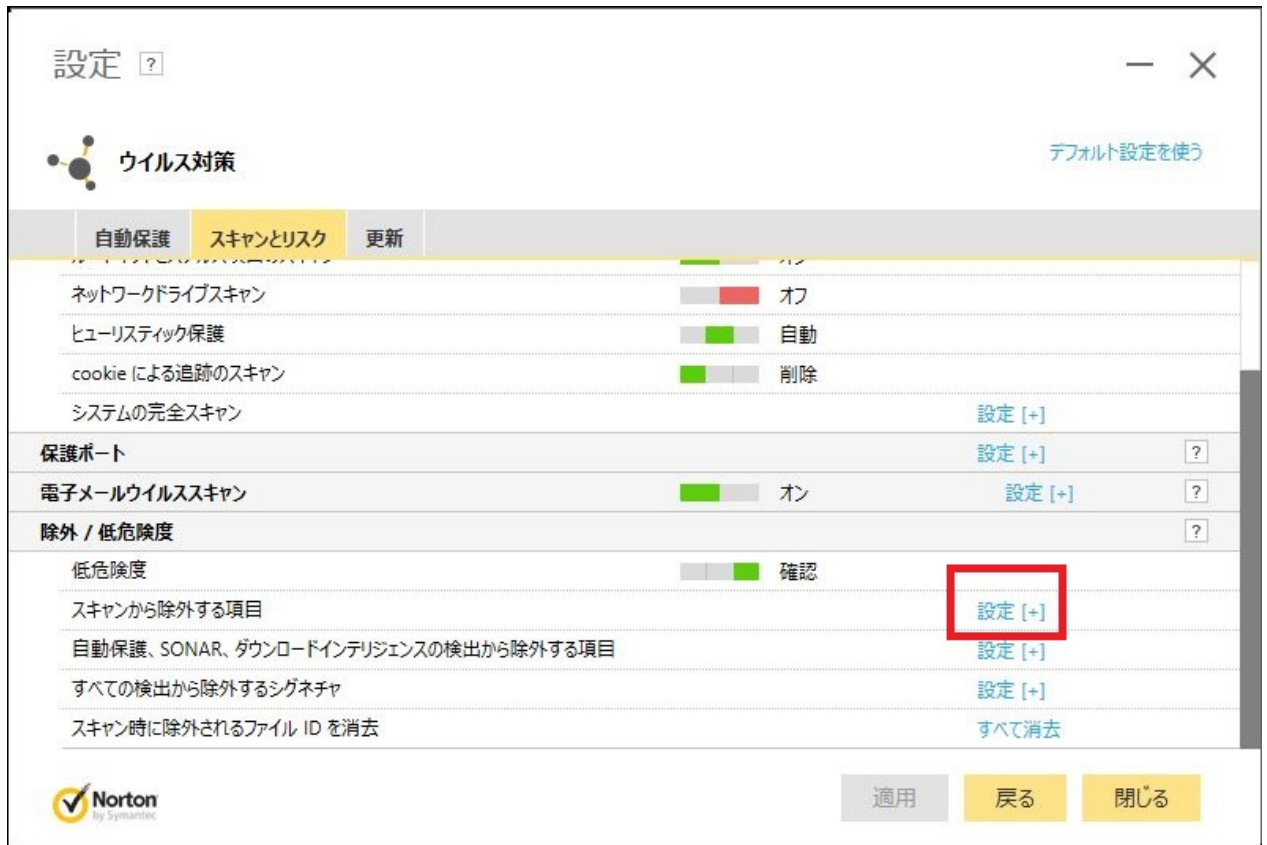 設定 ?
ウイルス対策
デフォルト設定を使う
自動保護 スキャンとリスク 更新
ネットワークドライブスキャン オフ
ヒューリスティック保護 自動
cookie による追跡のスキャン 削除
システムの完全スキャン 設定 [+]
保護ポート 設定 [+] ?
電子メールウイルススキャン オン 設定 [+] ?
除外 / 低危険度 ?
低危険度 確認
スキャンから除外する項目 設定 [+]
自動保護、SONAR、ダウンロードインテリジェンスの検出から除外する項目 設定 [+]
すべての検出から除外するシグネチャ 設定 [+]
スキャン時に除外されるファイル ID を消去 すべて消去
Norton
by Symantec
適用 戻る 閉じる